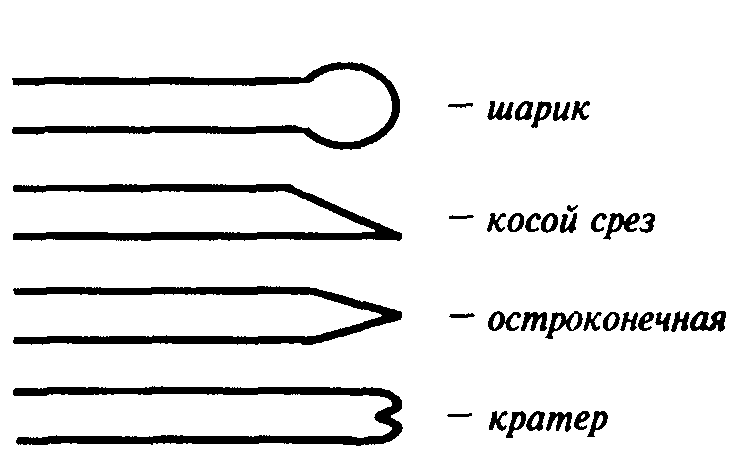 – шарик
– косой срез
– остроконечная
– кратер